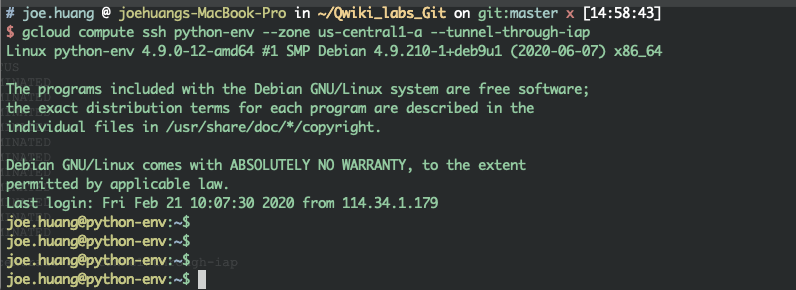 # joe.huang @ joehuangs-MacBook-Pro in ~/Qwiki_labs_Git on git:master x [14:58:43]
$ gcloud compute ssh python-env --zone us-central1-a --tunnel-through-iap
Linux python-env 4.9.0-12-amd64 #1 SMP Debian 4.9.210-1+deb9u1 (2020-06-07) x86_64
The programs included with the Debian GNU/Linux system are free software;
the exact distribution terms for each program are described in the
individual files in /usr/share/doc/*/copyright.
Debian GNU/Linux comes with ABSOLUTELY NO WARRANTY, to the extent
permitted by applicable law.
Last login: Fri Feb 21 10:07:30 2020 from 114.34.1.179
joe.huang@python-env:~$
joe.huang@python-env:~$
joe.huang@python-env:~$
joe.huang@python-env:~$